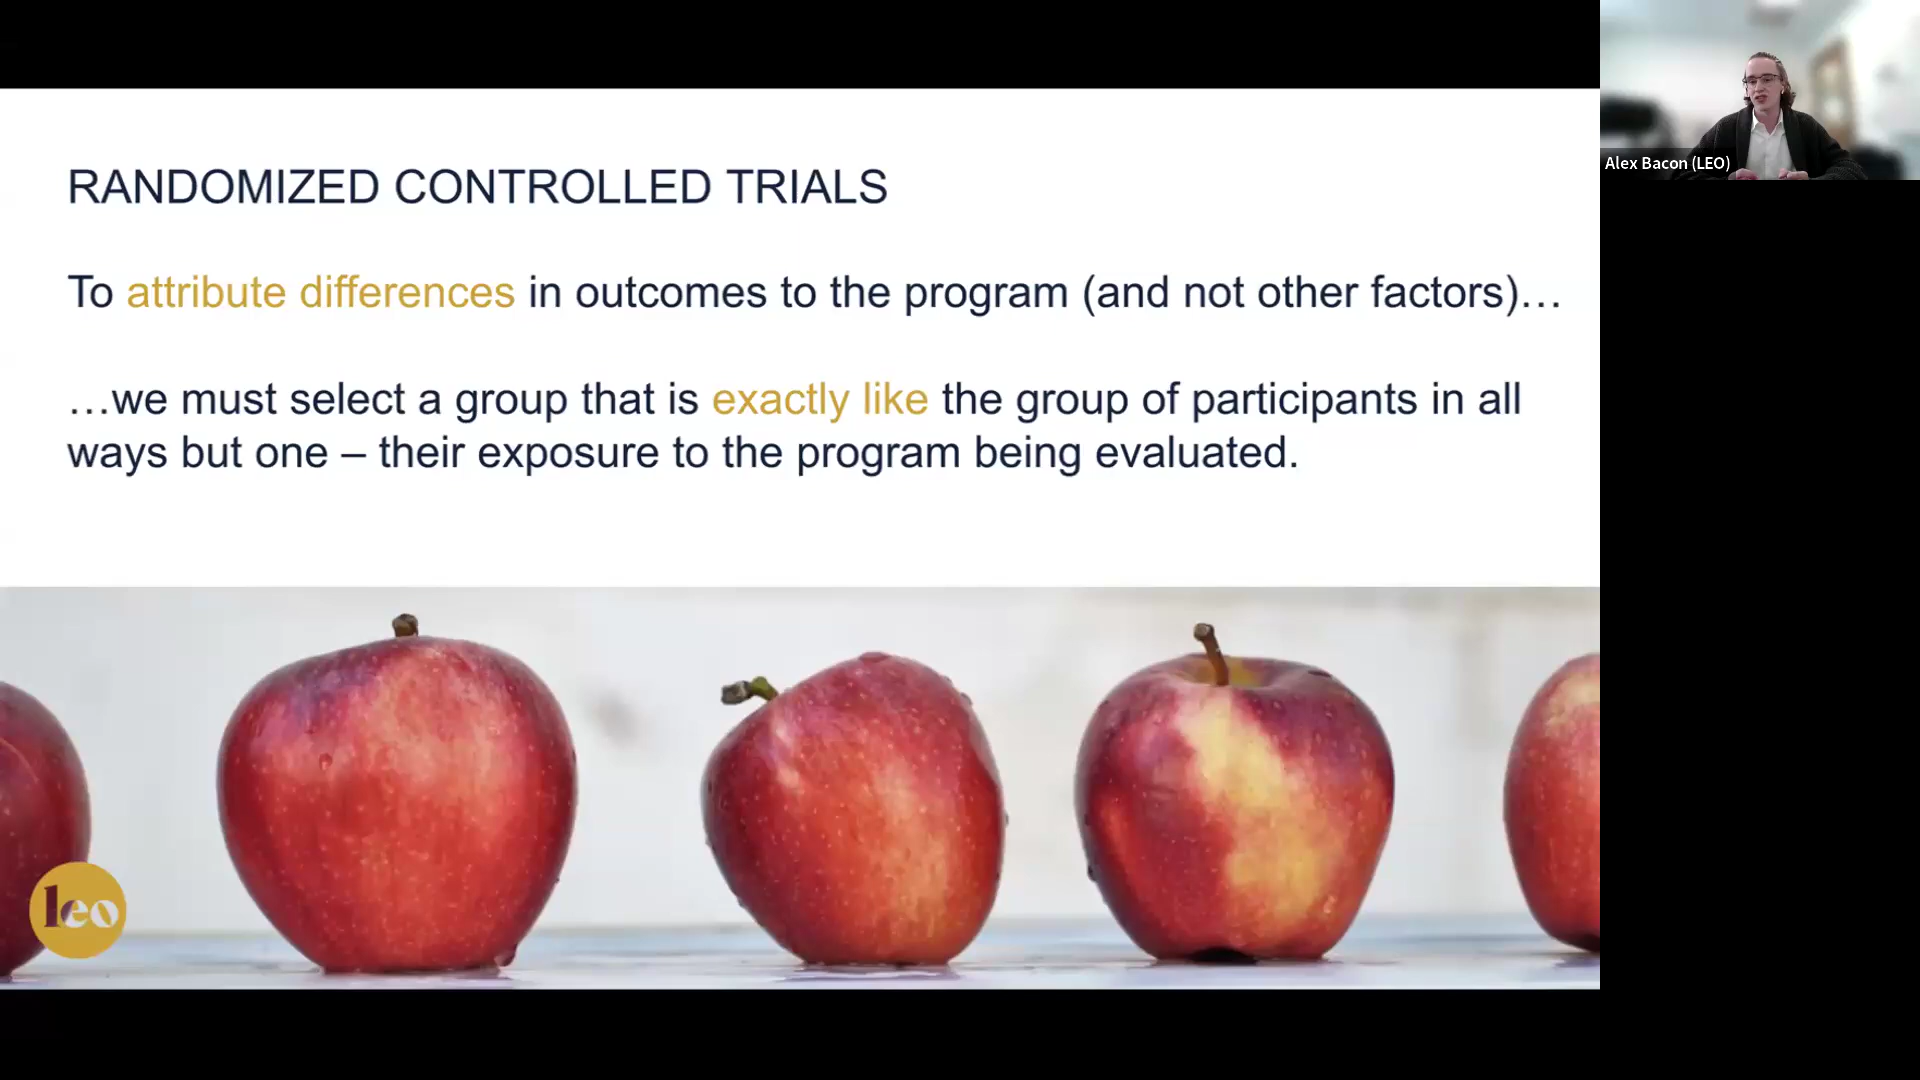 RANDOMIZED CONTROLLED TRIALS
To attribute differences in outcomes to the program (and not other factors)…
…we must select a group that is exactly like the group of participants in all
ways but one – their exposure to the program being evaluated.
leo
Alex Bacon (LEO)